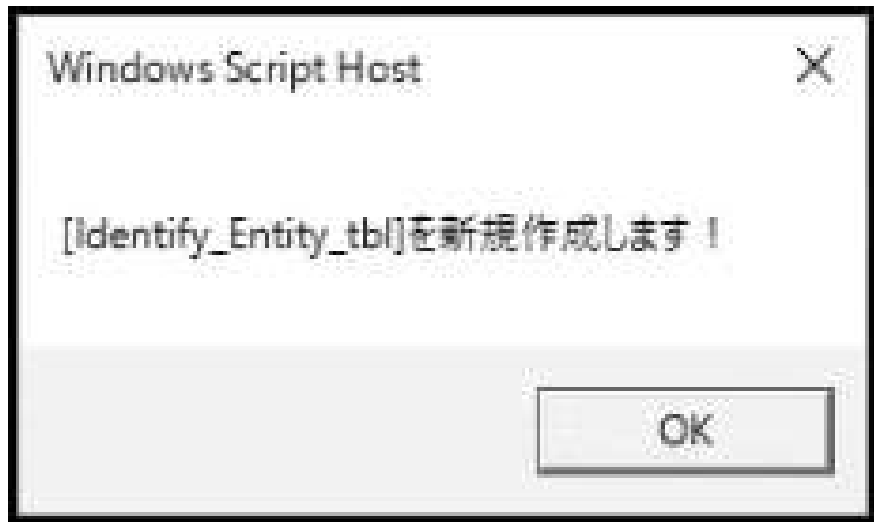 Windows Script Host
[Identify_Entity_tbl]を新規作成します！
OK